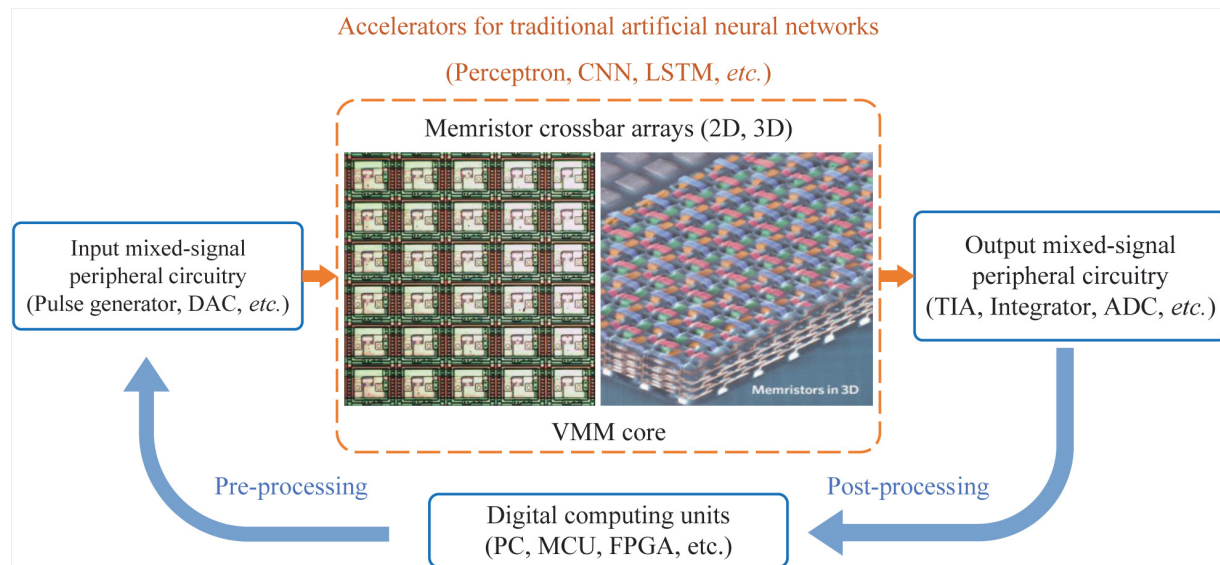 Accelerators for traditional artificial neural networks
(Perceptron, CNN, LSTM, etc.)
Memristor crossbar arrays (2D, 3D)
Input mixed-signal
peripheral circuitry
(Pulse generator, DAC, etc.)
Memristors in 3D
VMM core
Output mixed-signal
peripheral circuitry
(TIA, Integrator, ADC, etc.)
Pre-processing
Post-processing
Digital computing units
(PC, MCU, FPGA, etc.)